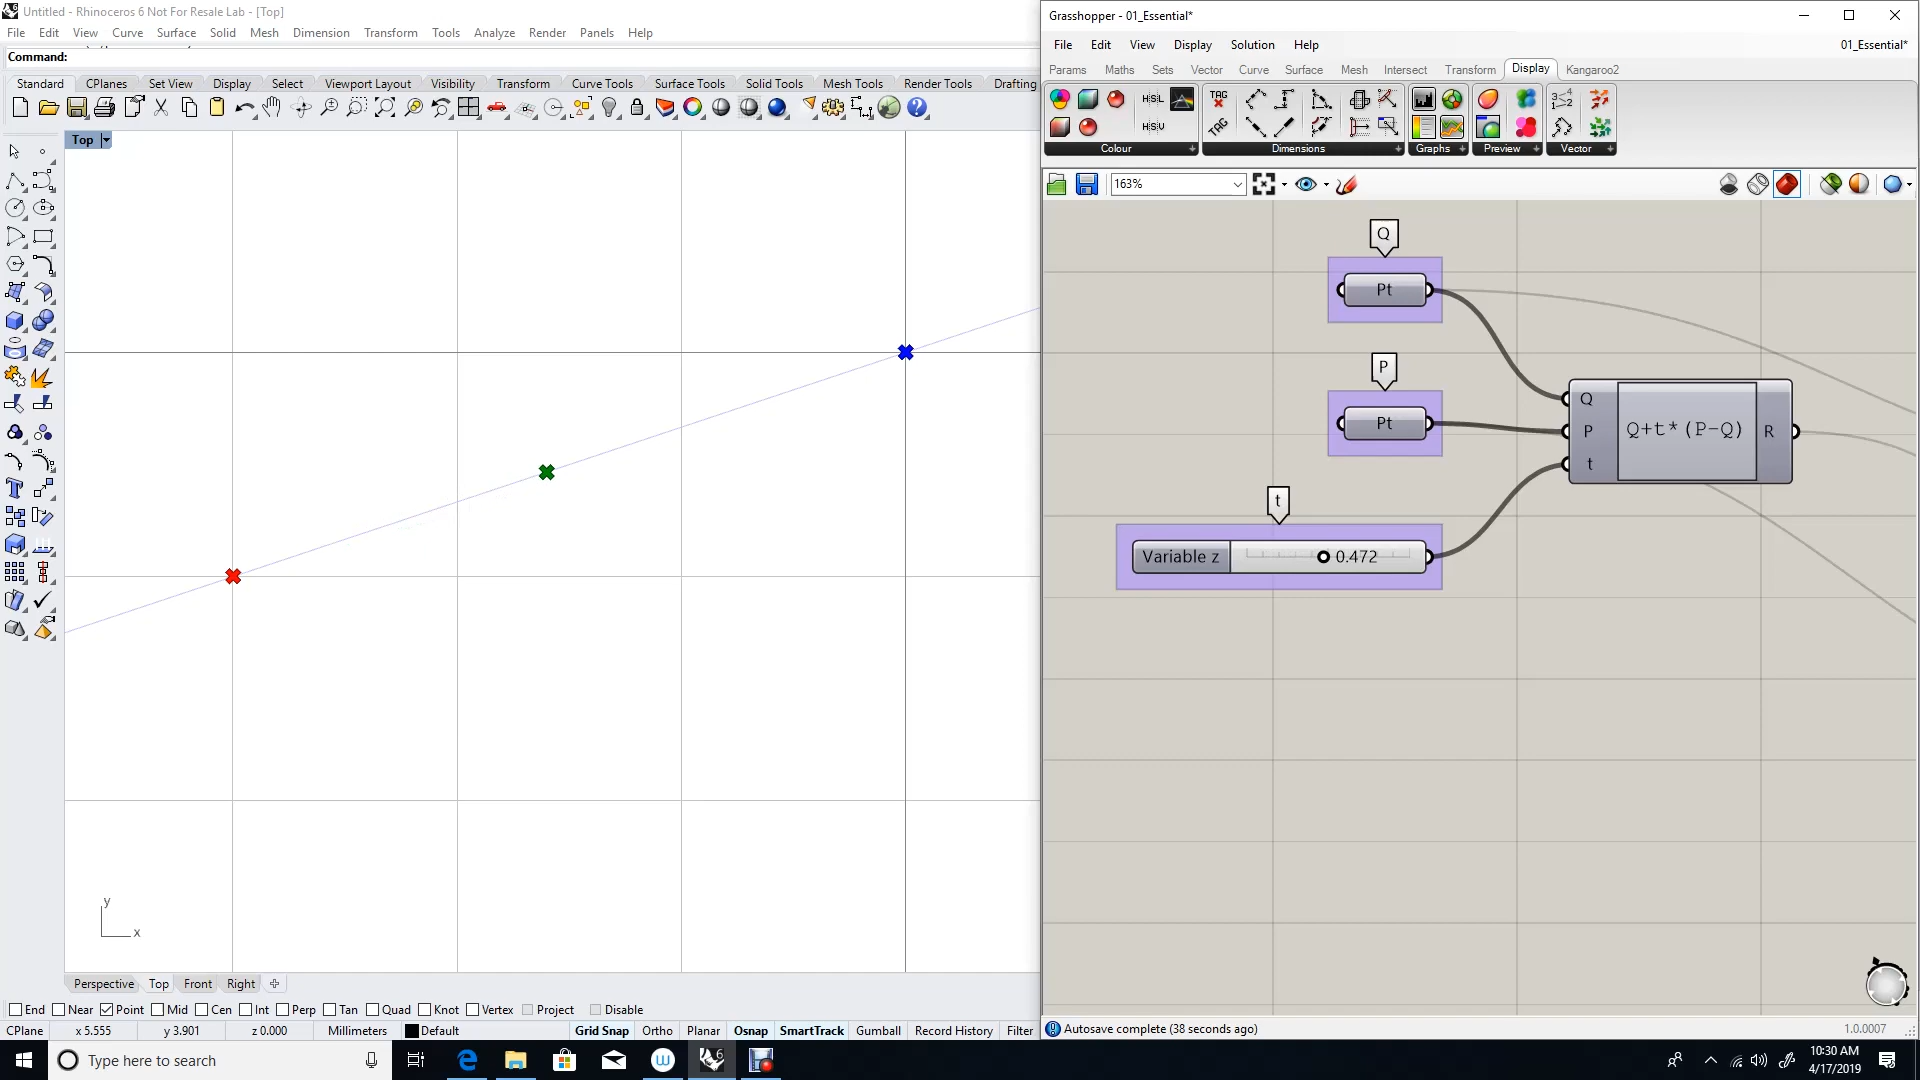 Untitled - Rhinoceros 6 Not For Resale Lab - [Top]
File Edit View Curve Surface Solid Mesh Dimension Transform Tools Analyze Render Panels Help
Command:
Standard CPlanes Set View Display Select Viewport Layout Visibility Transform Curve Tools Surface Tools Solid Tools Mesh Tools Render Tools Drafting
Top
y
x
Perspective Top Front Right
End Near Point Mid Cen Int Perp Tan Quad Knot Vertex Project Disable
CPlane x 5.555 y 3.901 z 0.000 Millimeters Default Grid Snap Ortho Planar Osnap SmartTrack Gumball Record History Filter
Grasshopper - 01_Essential*
File Edit View Display Solution Help 01_Essential*
Params Maths Sets Vector Curve Surface Mesh Intersect Transform Display Kangaroo2
HSL TAG
HSV TAG
Colour Dimensions Graphs Preview Vector
163%
Q
Pt
P
Pt
t
Variable z 0.472
Q
P Q+t*(P-Q) R
t
Autosave complete (38 seconds ago) 1.0.0007
Type here to search
10:30 AM
4/17/2019